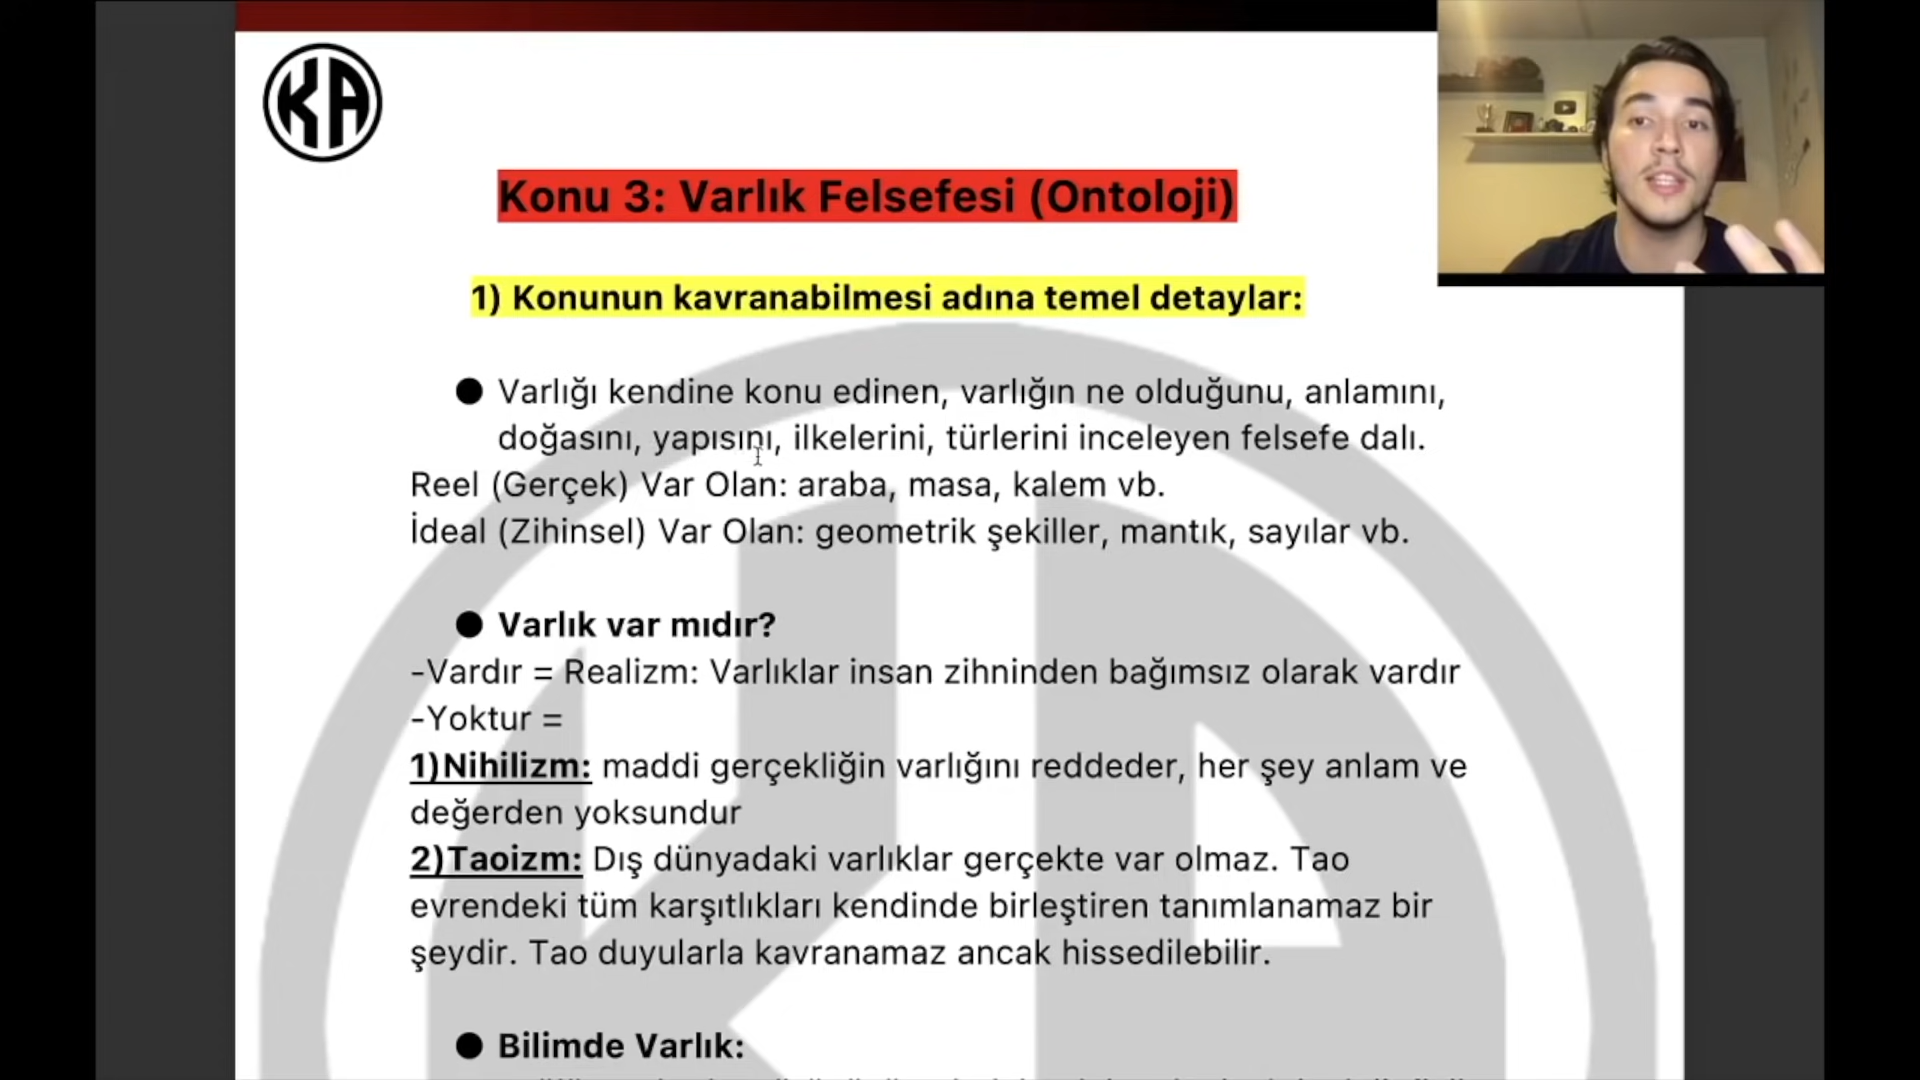 KA
Konu 3: Varlık Felsefesi (Ontoloji)
1) Konunun kavranabilmesi adına temel detaylar:
● Varlığı kendine konu edinen, varlığın ne olduğunu, anlamını,
doğasını, yapısını, ilkelerini, türlerini inceleyen felsefe dalı.
Reel (Gerçek) Var Olan: araba, masa, kalem vb.
İdeal (Zihinsel) Var Olan: geometrik şekiller, mantık, sayılar vb.
● Varlık var mıdır?
-Vardır = Realizm: Varlıklar insan zihninden bağımsız olarak vardır
-Yoktur =
1)Nihilizm: maddi gerçekliğin varlığını reddeder, her şey anlam ve
değerden yoksundur
2)Taoizm: Dış dünyadaki varlıklar gerçekte var olmaz. Tao
evrendeki tüm karşıtlıkları kendinde birleştiren tanımlanamaz bir
şeydir. Tao duyularla kavranamaz ancak hissedilebilir.
● Bilimde Varlık: